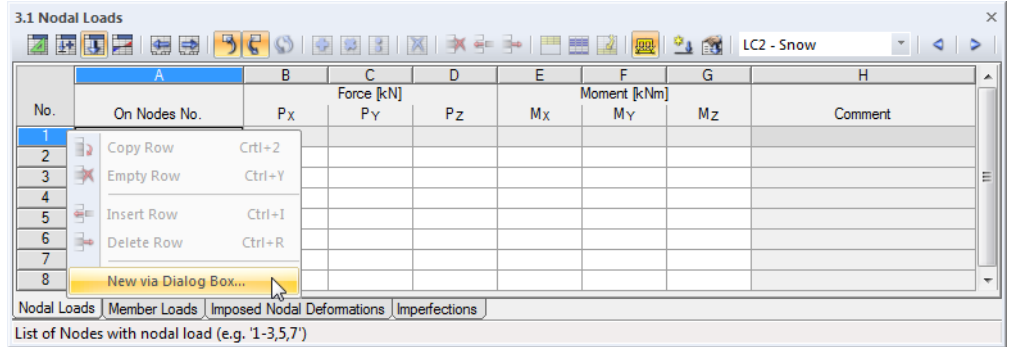 3.1 Nodal Loads
LC2 - Snow
A B C D E F G H
Force [kN] Moment [kNm]
No. On Nodes No. PX PY PZ MX MY MZ Comment
1
2 Copy Row Crtl+2
3 Empty Row Ctrl+Y
4
5 Insert Row Ctrl+I
6 Delete Row Ctrl+R
7
8 New via Dialog Box...
Nodal Loads Member Loads Imposed Nodal Deformations Imperfections
List of Nodes with nodal load (e.g. '1-3,5,7')